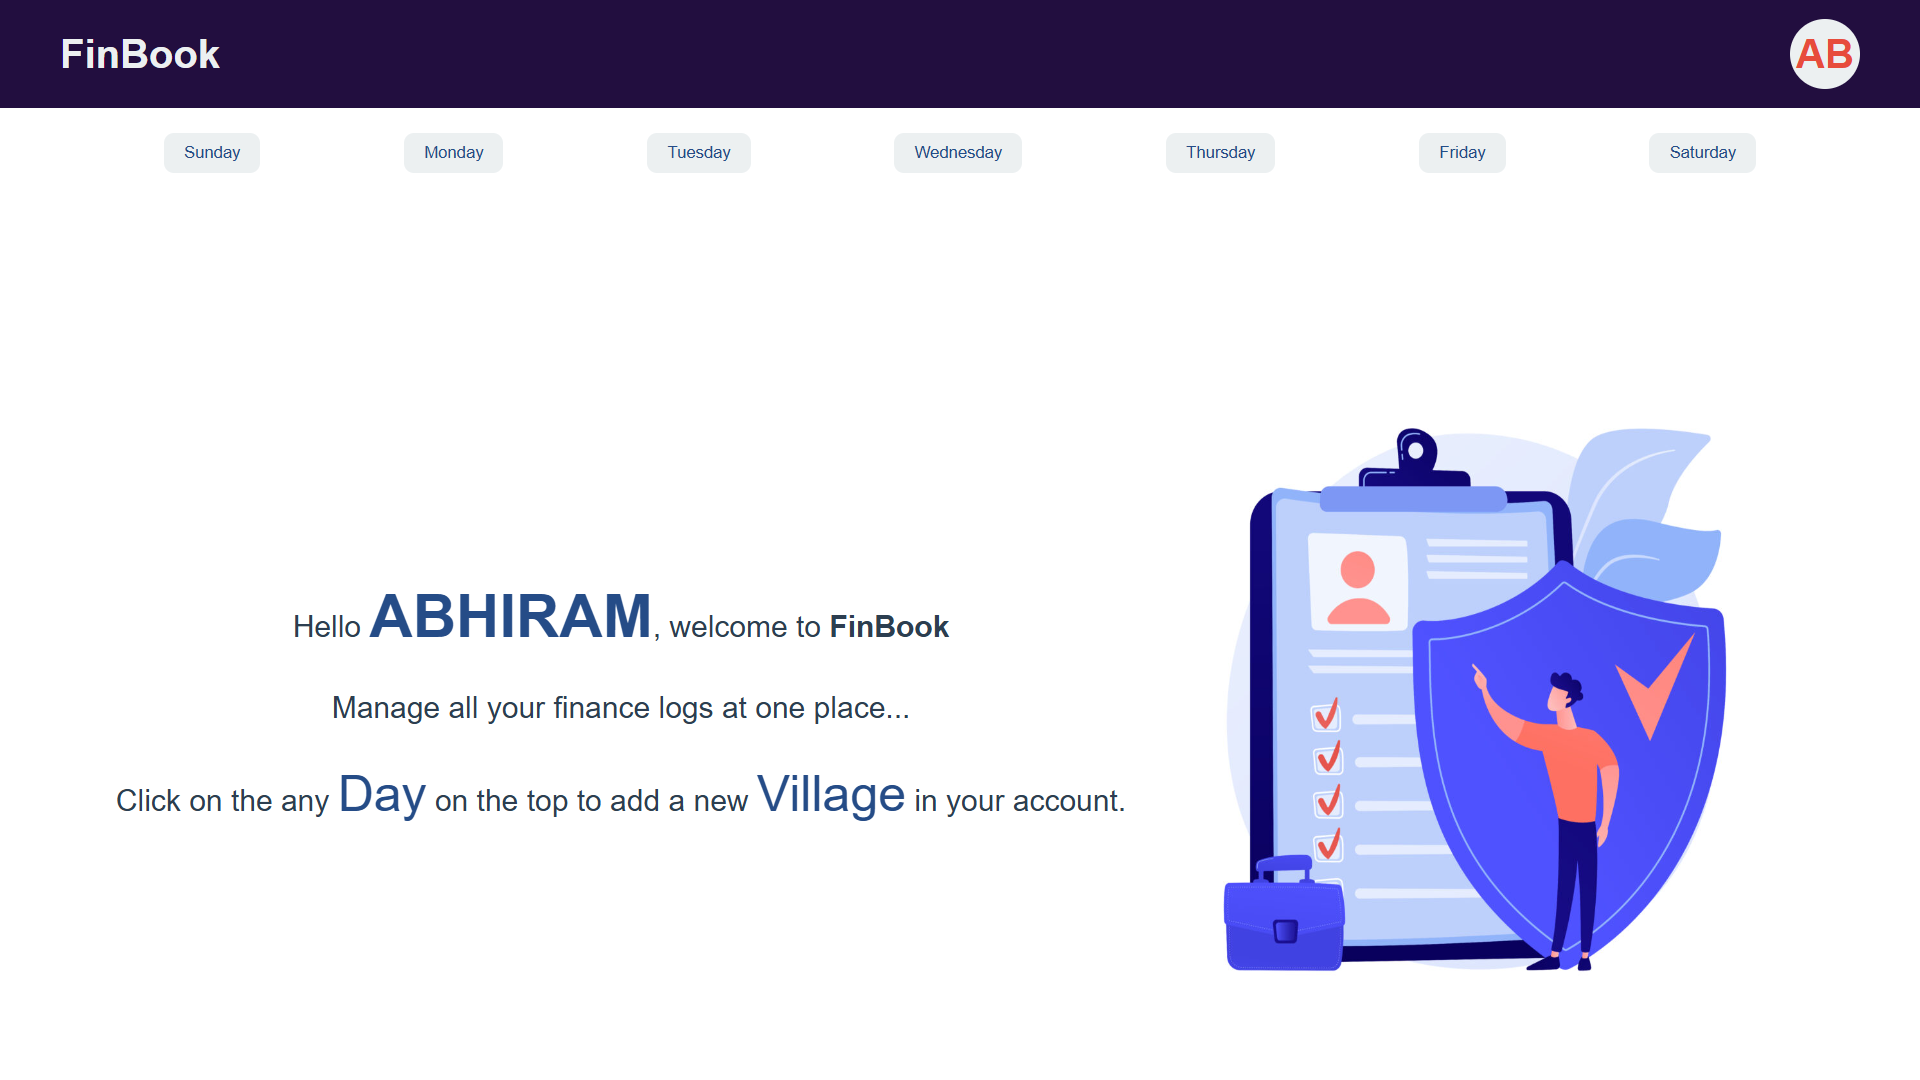 FinBook
AB
Sunday Monday Tuesday Wednesday Thursday Friday Saturday
Hello ABHIRAM, welcome to FinBook
Manage all your finance logs at one place...
Click on the any Day on the top to add a new Village in your account.